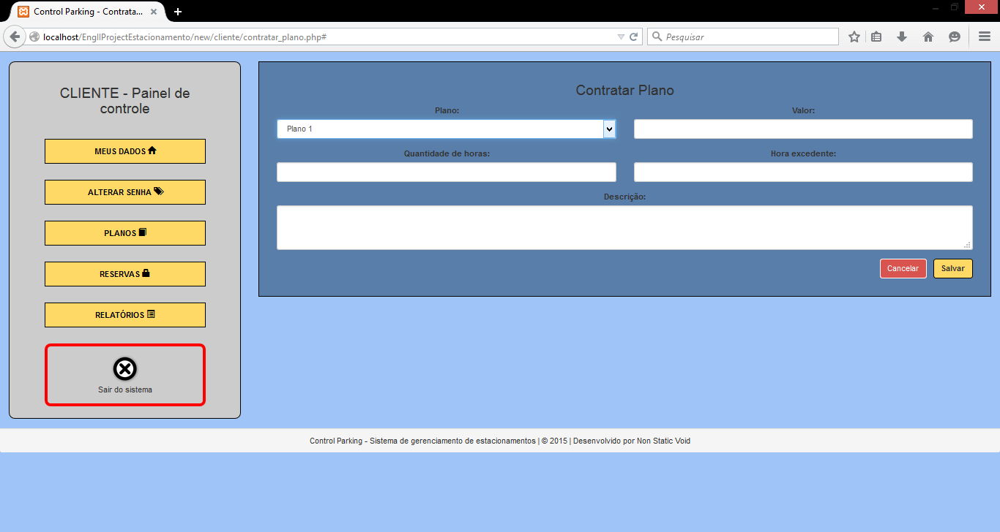 Control Parking - Contrata...
localhost/EngIIProjectEstacionamento/new/cliente/contratar_plano.php#
Pesquisar
CLIENTE - Painel de
controle
MEUS DADOS
ALTERAR SENHA
PLANOS
RESERVAS
RELATÓRIOS
Sair do sistema
Contratar Plano
Plano:
Valor:
Plano 1
Quantidade de horas:
Hora excedente:
Descrição:
Cancelar
Salvar
Control Parking - Sistema de gerenciamento de estacionamentos | © 2015 | Desenvolvido por Non Static Void